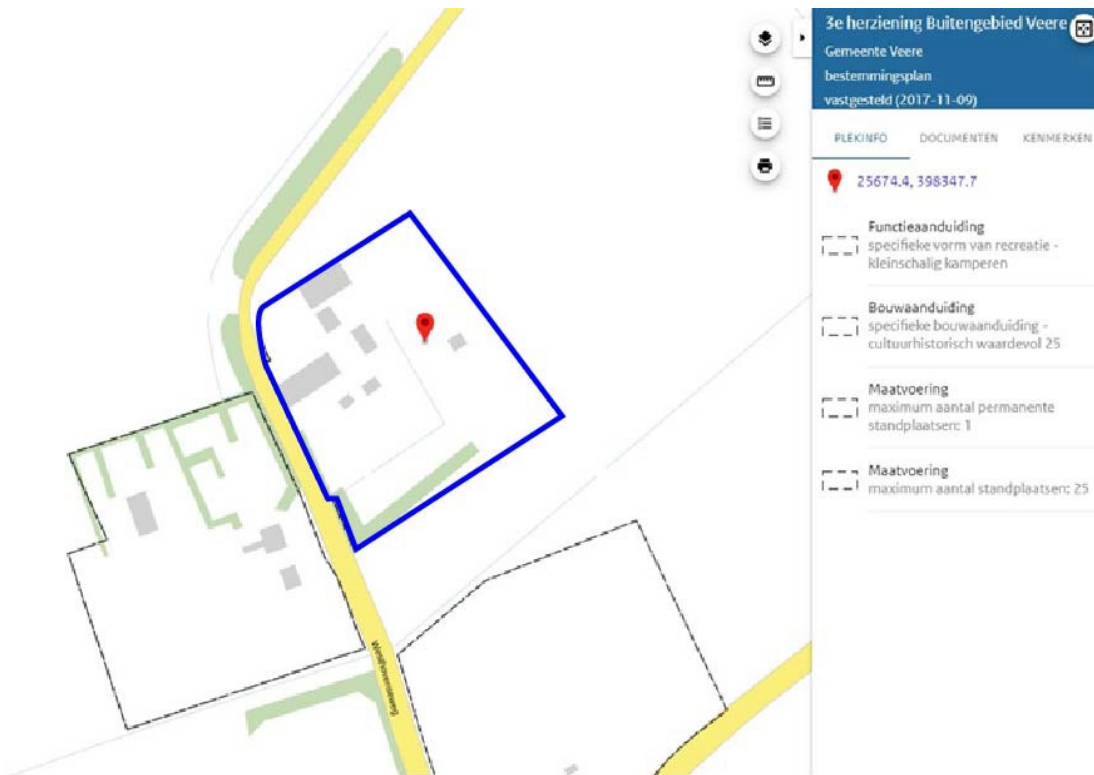 3e herziening Buitengebied Veere
Gemeente Veere
bestemmingsplan
vastgesteld (2017-11-09)
PLEKINFO DOCUMENTEN KENMERKEN
25674.4, 398347.7
Functieaanduiding
specifieke vorm van recreatie -
kleinschalig kamperen
Bouwaanduiding
specifieke bouwaanduiding -
cultuurhistorisch waardevol 25
Maatvoering
maximum aantal permanente
standplaatsen: 1
Maatvoering
maximum aantal standplaatsen: 25